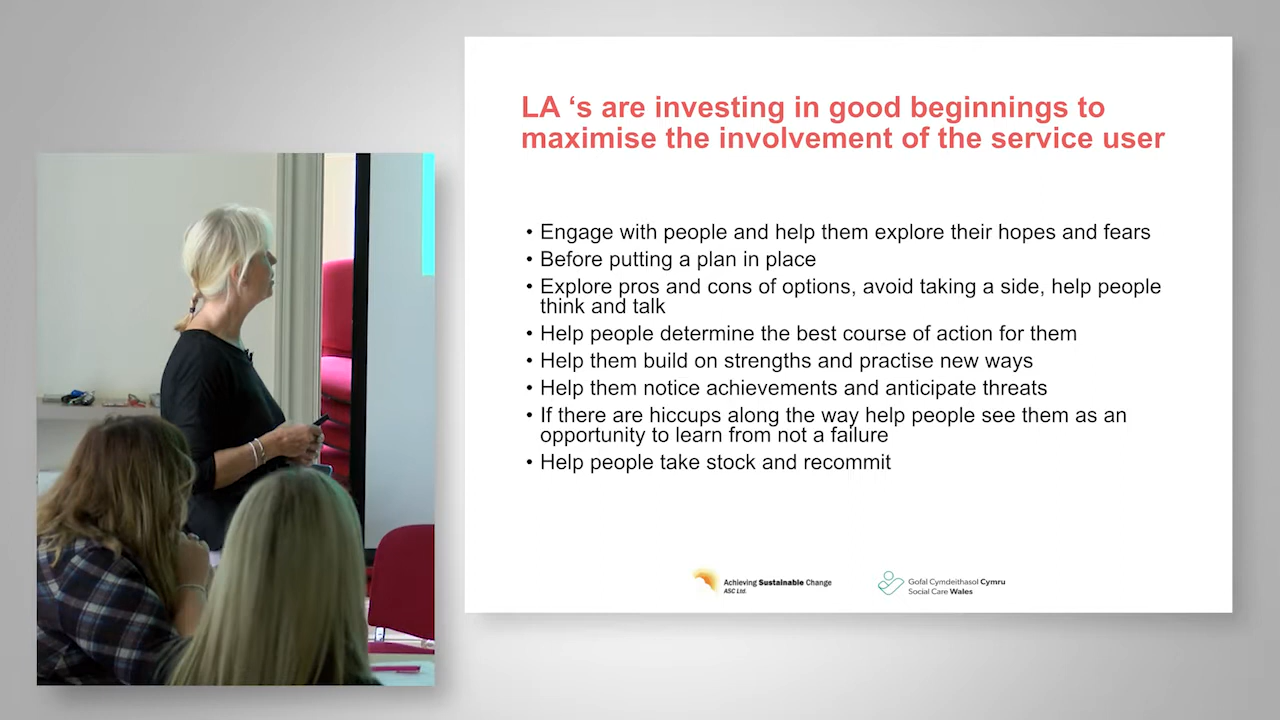 LA ‘s are investing in good beginnings to
maximise the involvement of the service user
• Engage with people and help them explore their hopes and fears
• Before putting a plan in place
• Explore pros and cons of options, avoid taking a side, help people
think and talk
• Help people determine the best course of action for them
• Help them build on strengths and practise new ways
• Help them notice achievements and anticipate threats
• If there are hiccups along the way help people see them as an
opportunity to learn from not a failure
• Help people take stock and recommit
Achieving Sustainable Change
ASC Ltd.
Gofal Cymdeithasol Cymru
Social Care Wales